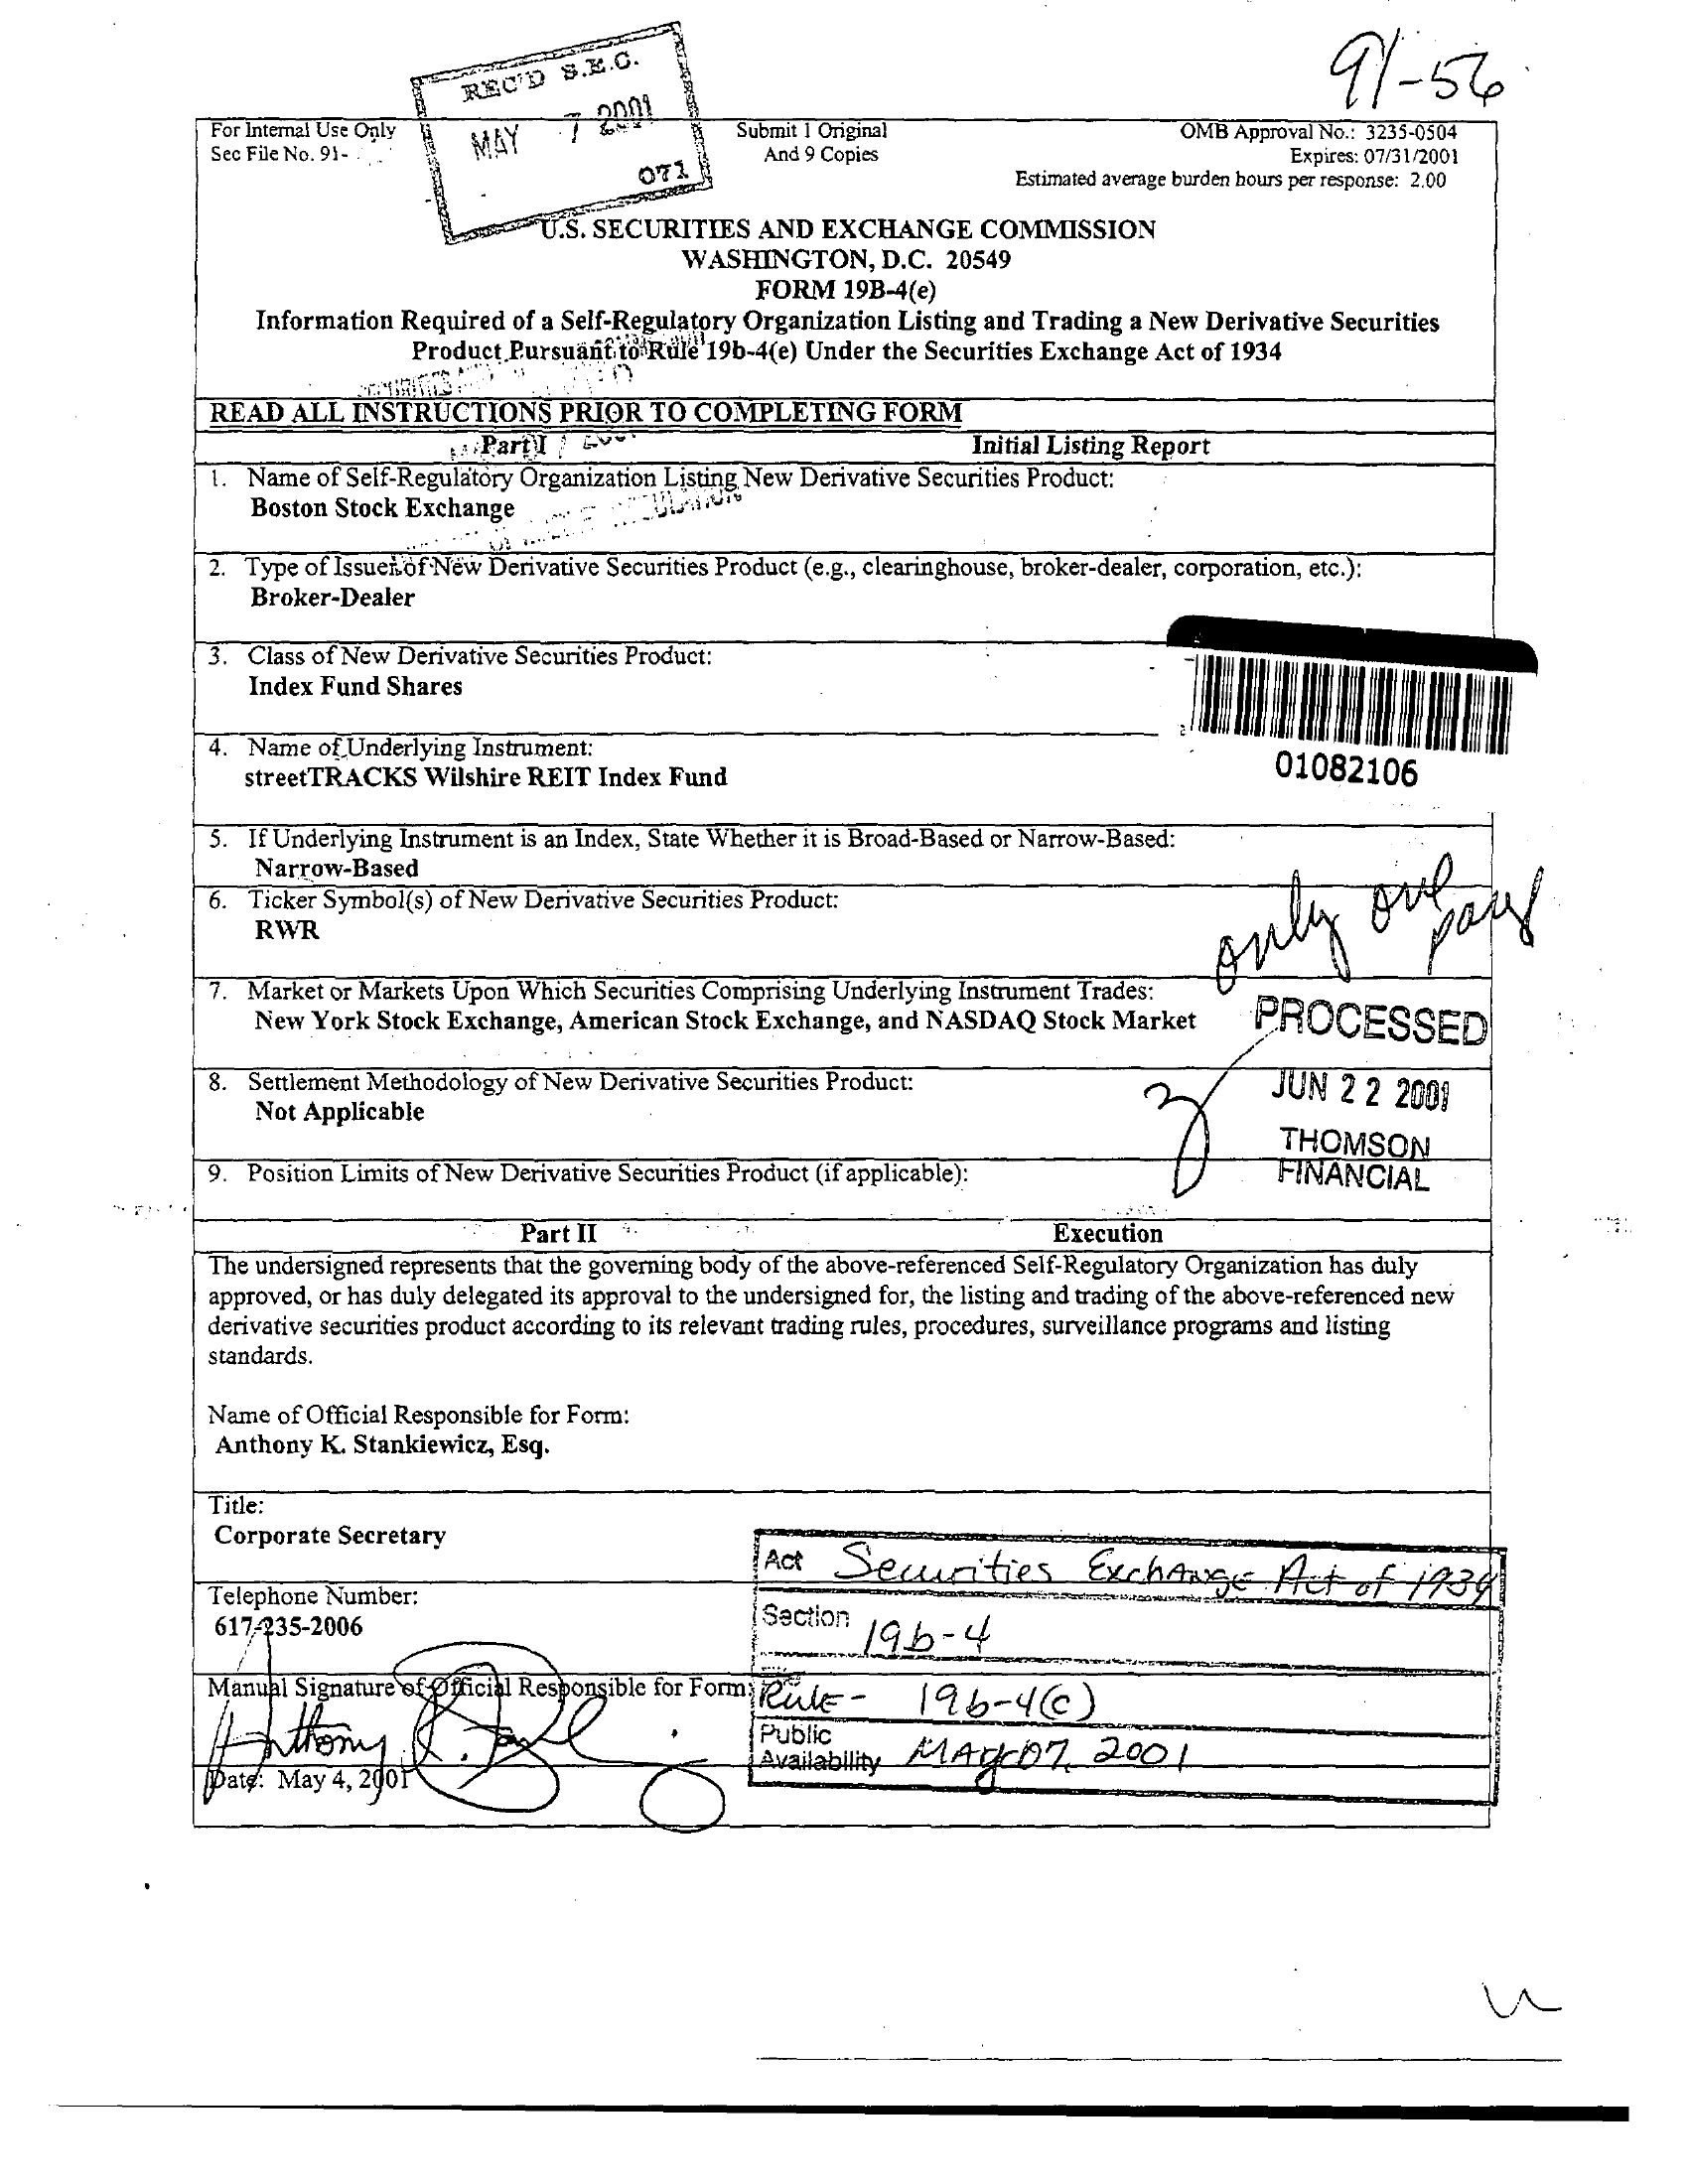 91-56
REC'D S.E.C.
MAY 7 2001
071
For Internal Use Only
Sec File No. 91-
Submit 1 Original
And 9 Copies
OMB Approval No.: 3235-0504
Expires: 07/31/2001
Estimated average burden hours per response: 2.00
U.S. SECURITIES AND EXCHANGE COMMISSION
WASHINGTON, D.C. 20549
FORM 19B-4(e)
Information Required of a Self-Regulatory Organization Listing and Trading a New Derivative Securities
Product Pursuant to Rule 19b-4(e) Under the Securities Exchange Act of 1934
READ ALL INSTRUCTIONS PRIOR TO COMPLETING FORM
Part I Initial Listing Report
1. Name of Self-Regulatory Organization Listing New Derivative Securities Product:
Boston Stock Exchange
2. Type of Issuer of New Derivative Securities Product (e.g., clearinghouse, broker-dealer, corporation, etc.):
Broker-Dealer
3. Class of New Derivative Securities Product:
Index Fund Shares
01082106
4. Name of Underlying Instrument:
streetTRACKS Wilshire REIT Index Fund
5. If Underlying Instrument is an Index, State Whether it is Broad-Based or Narrow-Based:
Narrow-Based
6. Ticker Symbol(s) of New Derivative Securities Product:
RWR
only one
7. Market or Markets Upon Which Securities Comprising Underlying Instrument Trades:
New York Stock Exchange, American Stock Exchange, and NASDAQ Stock Market
PROCESSED
JUN 22 2001
THOMSON
FINANCIAL
8. Settlement Methodology of New Derivative Securities Product:
Not Applicable
9. Position Limits of New Derivative Securities Product (if applicable):
Part II Execution
The undersigned represents that the governing body of the above-referenced Self-Regulatory Organization has duly
approved, or has duly delegated its approval to the undersigned for, the listing and trading of the above-referenced new
derivative securities product according to its relevant trading rules, procedures, surveillance programs and listing
standards.
Name of Official Responsible for Form:
Anthony K. Stankiewicz, Esq.
Title:
Corporate Secretary
Telephone Number:
617-235-2006
Manual Signature of Official Responsible for Form:
Anthony
Date: May 4, 2001
Act Securities Exchange Act of 1934
Section 19b-4
Rule- 19b-4(c)
Public
Availability May 07, 2001